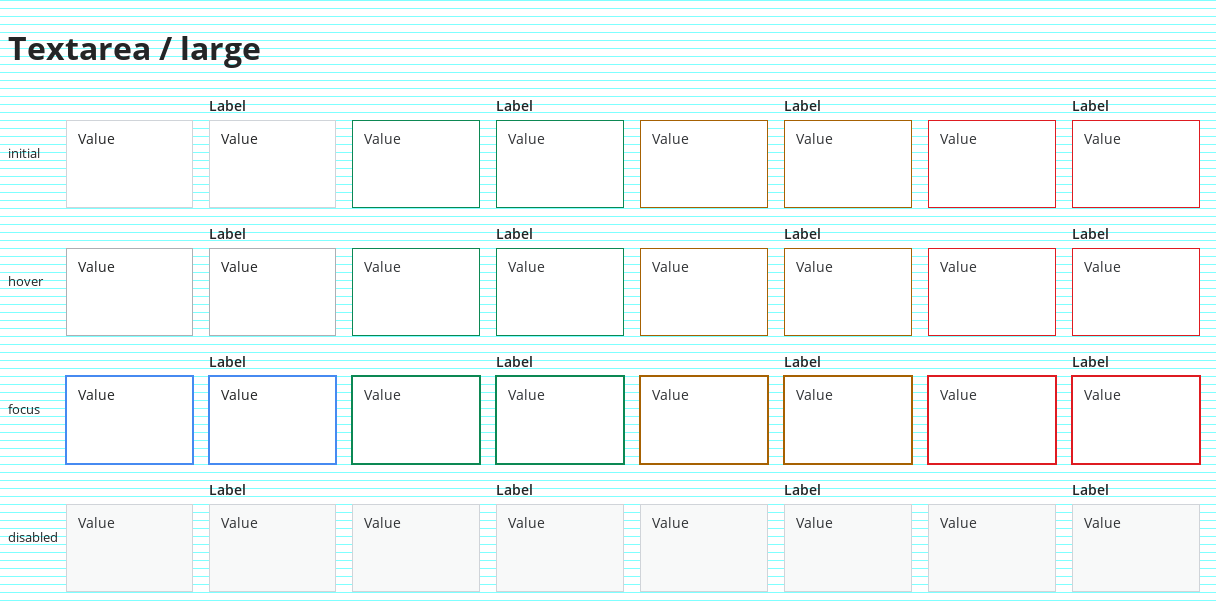 Textarea / large
Label Label Label Label
initial Value Value Value Value Value Value Value Value
Label Label Label Label
hover Value Value Value Value Value Value Value Value
Label Label Label Label
focus Value Value Value Value Value Value Value Value
Label Label Label Label
disabled Value Value Value Value Value Value Value Value